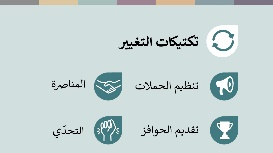 تكتيكات التغيير
تنظيم الحملات
المناصرة
تقديم الحوافز
التحدّي